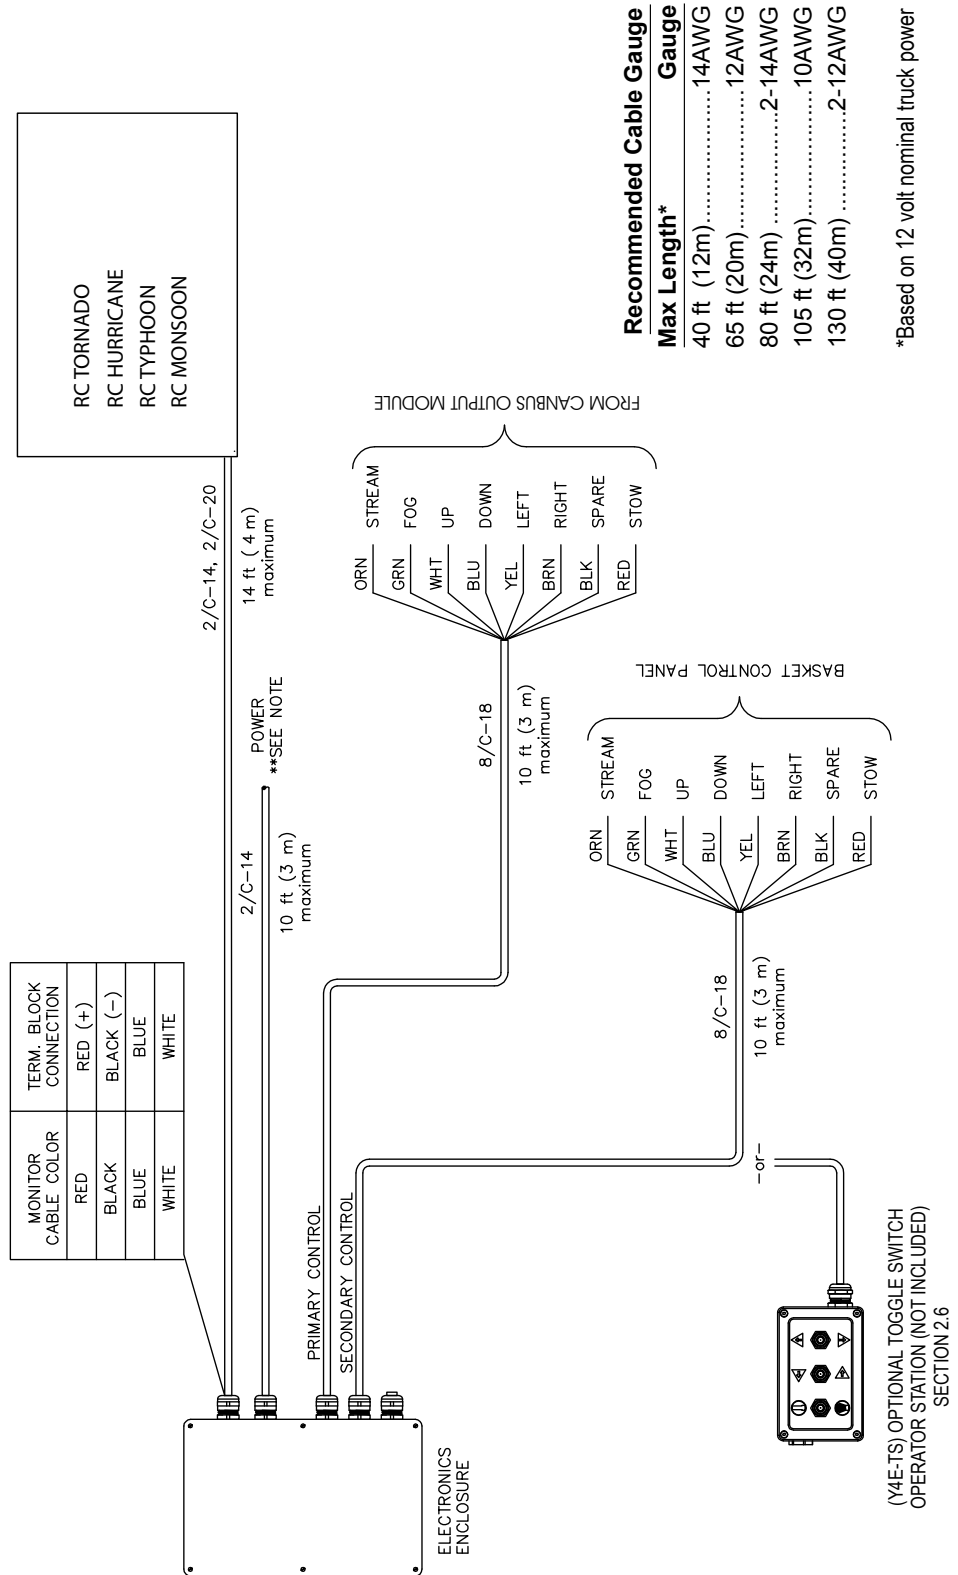 MONITOR
CABLE COLOR
TERM. BLOCK
CONNECTION
RED
RED (+)
BLACK
BLACK (−)
BLUE
BLUE
WHITE
WHITE
RC TORNADO
RC HURRICANE
RC TYPHOON
RC MONSOON
2/C-14, 2/C-20
14 ft ( 4 m)
maximum
2/C-14
10 ft (3 m)
maximum
POWER
**SEE NOTE
PRIMARY CONTROL
SECONDARY CONTROL
ELECTRONICS
ENCLOSURE
8/C-18
10 ft (3 m)
maximum
ORN STREAM
GRN FOG
WHT UP
BLU DOWN
YEL LEFT
BRN RIGHT
BLK SPARE
RED STOW
FROM CANBUS OUTPUT MODULE
8/C-18
10 ft (3 m)
maximum
ORN STREAM
GRN FOG
WHT UP
BLU DOWN
YEL LEFT
BRN RIGHT
BLK SPARE
RED STOW
BASKET CONTROL PANEL
-or-
(Y4E-TS) OPTIONAL TOGGLE SWITCH
OPERATOR STATION (NOT INCLUDED)
SECTION 2.6
Recommended Cable Gauge
Max Length* Gauge
40 ft (12m)........................14AWG
65 ft (20m)........................12AWG
80 ft (24m) ....................2-14AWG
105 ft (32m)......................10AWG
130 ft (40m) ..................2-12AWG
*Based on 12 volt nominal truck power